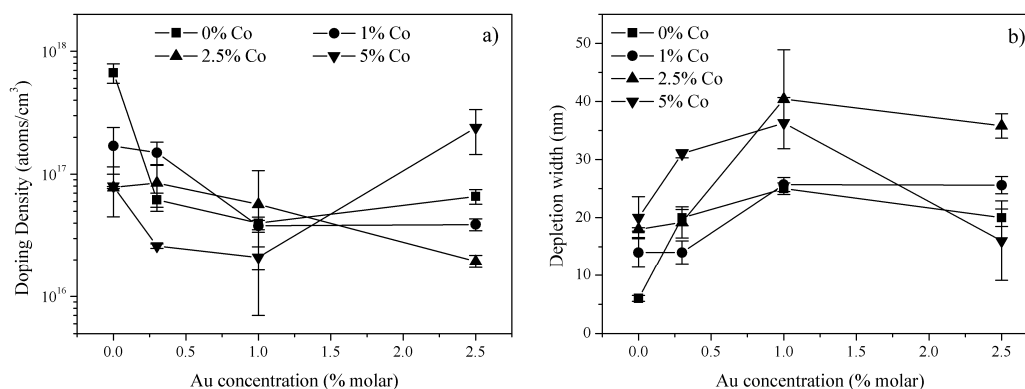 0% Co
1% Co
2.5% Co
5% Co
a)
10^18
10^17
10^16
Doping Density (atoms/cm^3)
0.0 0.5 1.0 1.5 2.0 2.5
Au concentration (% molar)
0% Co
1% Co
2.5% Co
5% Co
b)
50
40
30
20
10
0
Depletion width (nm)
0.0 0.5 1.0 1.5 2.0 2.5
Au concentration (% molar)